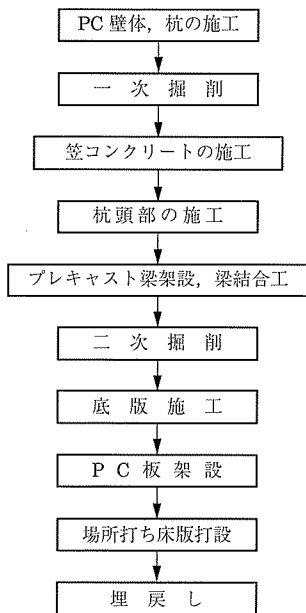 PC 壁体，杭の施工
一 次 掘 削
笠コンクリートの施工
杭頭部の施工
プレキャスト梁架設，梁結合工
二 次 掘 削
底 版 施 工
P C 板 架 設
場所打ち床版打設
埋 戻 し